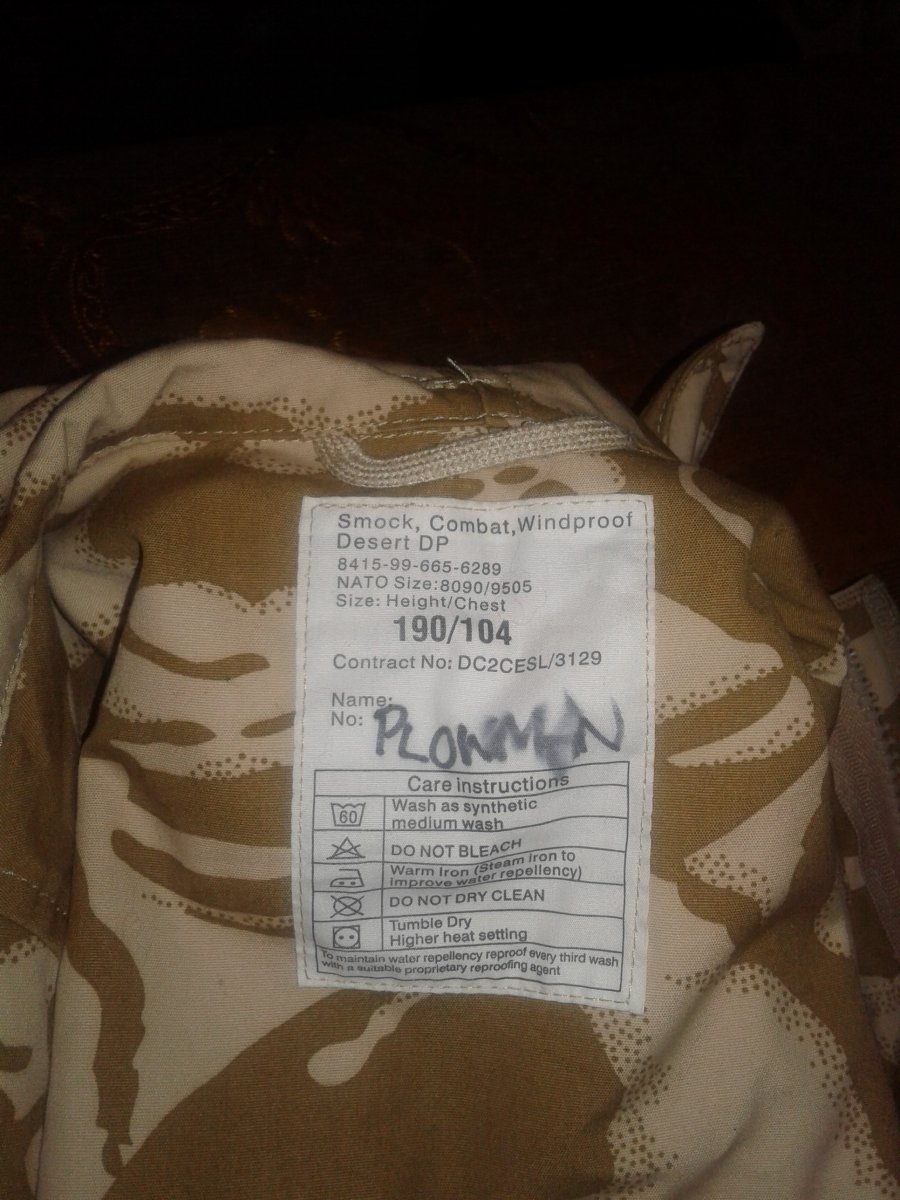 Smock, Combat,Windproof
Desert DP
8415-99-665-6289
NATO Size:8090/9505
Size: Height/Chest
190/104
Contract No: DC2CESL/3129
Name:
No: PLOWMAN
Care instructions
60 Wash as synthetic
medium wash
DO NOT BLEACH
Warm Iron (Steam iron to
improve water repellency)
DO NOT DRY CLEAN
Tumble Dry
Higher heat setting
To maintain water repellency reproof every third wash
with a suitable proprietary reproofing agent